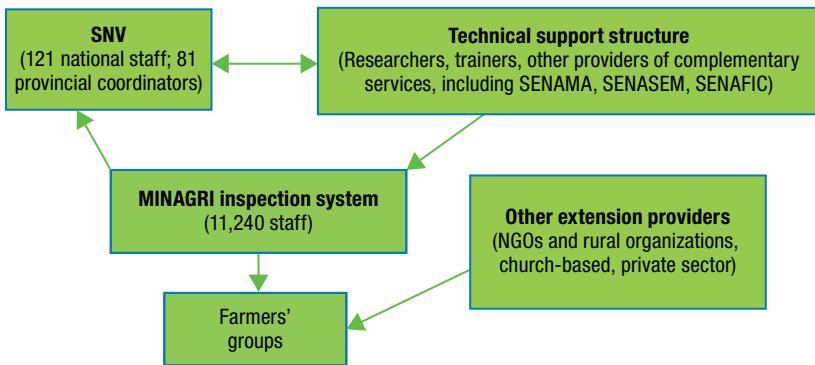 SNV
(121 national staff; 81
provincial coordinators)
Technical support structure
(Researchers, trainers, other providers of complementary
services, including SENAMA, SENASEM, SENAFIC)
MINAGRI inspection system
(11,240 staff)
Other extension providers
(NGOs and rural organizations,
church-based, private sector)
Farmers'
groups